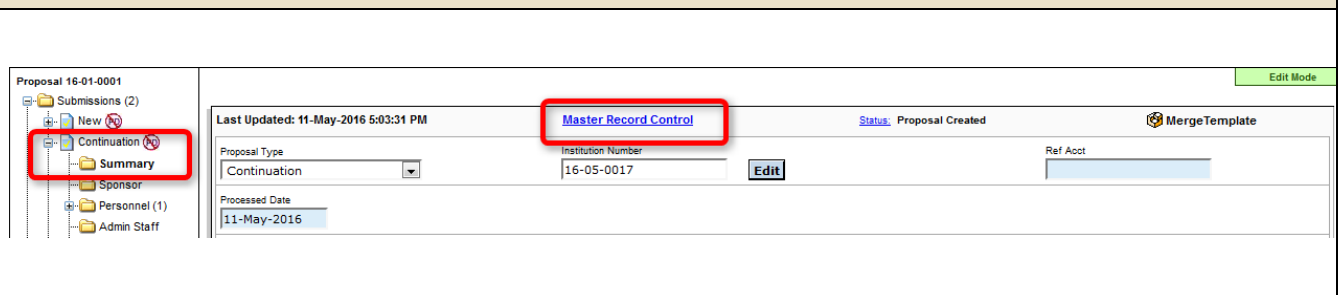 Proposal 16-01-0001
Submissions (2)
New
Continuation
Summary
Sponsor
Personnel (1)
Admin Staff
Edit Mode
Last Updated: 11-May-2016 5:03:31 PM Master Record Control Status: Proposal Created MergeTemplate
Proposal Type Institution Number Ref Acct
Continuation 16-05-0017 Edit
Processed Date
11-May-2016